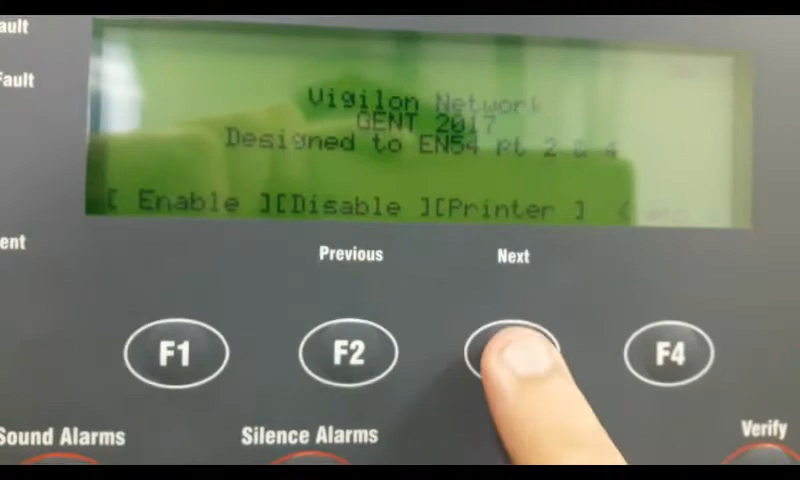 ault
Fault
Vigilon Network
GENT 2017
Designed to EN54 pt 2 & 4
[ Enable ][Disable ][Printer ] <
ent
Previous
Next
F1
F2
F4
Sound Alarms
Silence Alarms
Verify